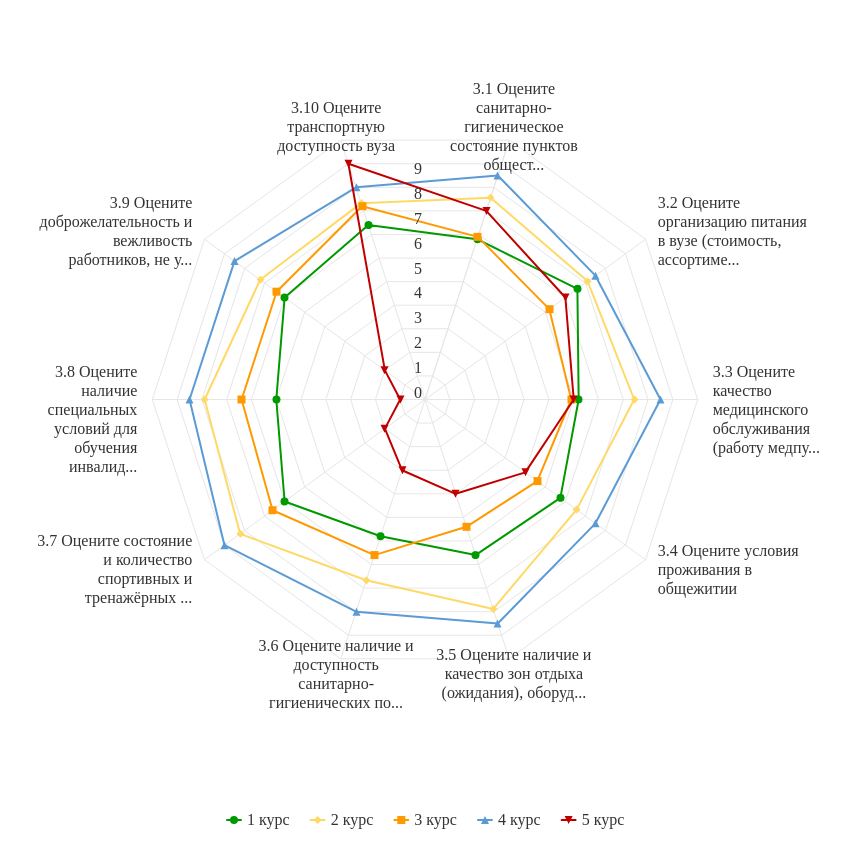 3.1 Оцените
санитарно-
гигиеническое
состояние пунктов
общест...
3.10 Оцените
транспортную
доступность вуза
9
8
7
6
5
4
3
2
1
0
3.2 Оцените
организацию питания
в вузе (стоимость,
ассортиме...
3.9 Оцените
доброжелательность и
вежливость
работников, не у...
3.3 Оцените
качество
медицинского
обслуживания
(работу медпу...
3.8 Оцените
наличие
специальных
условий для
обучения
инвалид...
3.4 Оцените условия
проживания в
общежитии
3.7 Оцените состояние
и количество
спортивных и
тренажёрных ...
3.6 Оцените наличие и
доступность
санитарно-
гигиенических по...
3.5 Оцените наличие и
качество зон отдыха
(ожидания), оборуд...
1 курс 2 курс 3 курс 4 курс 5 курс